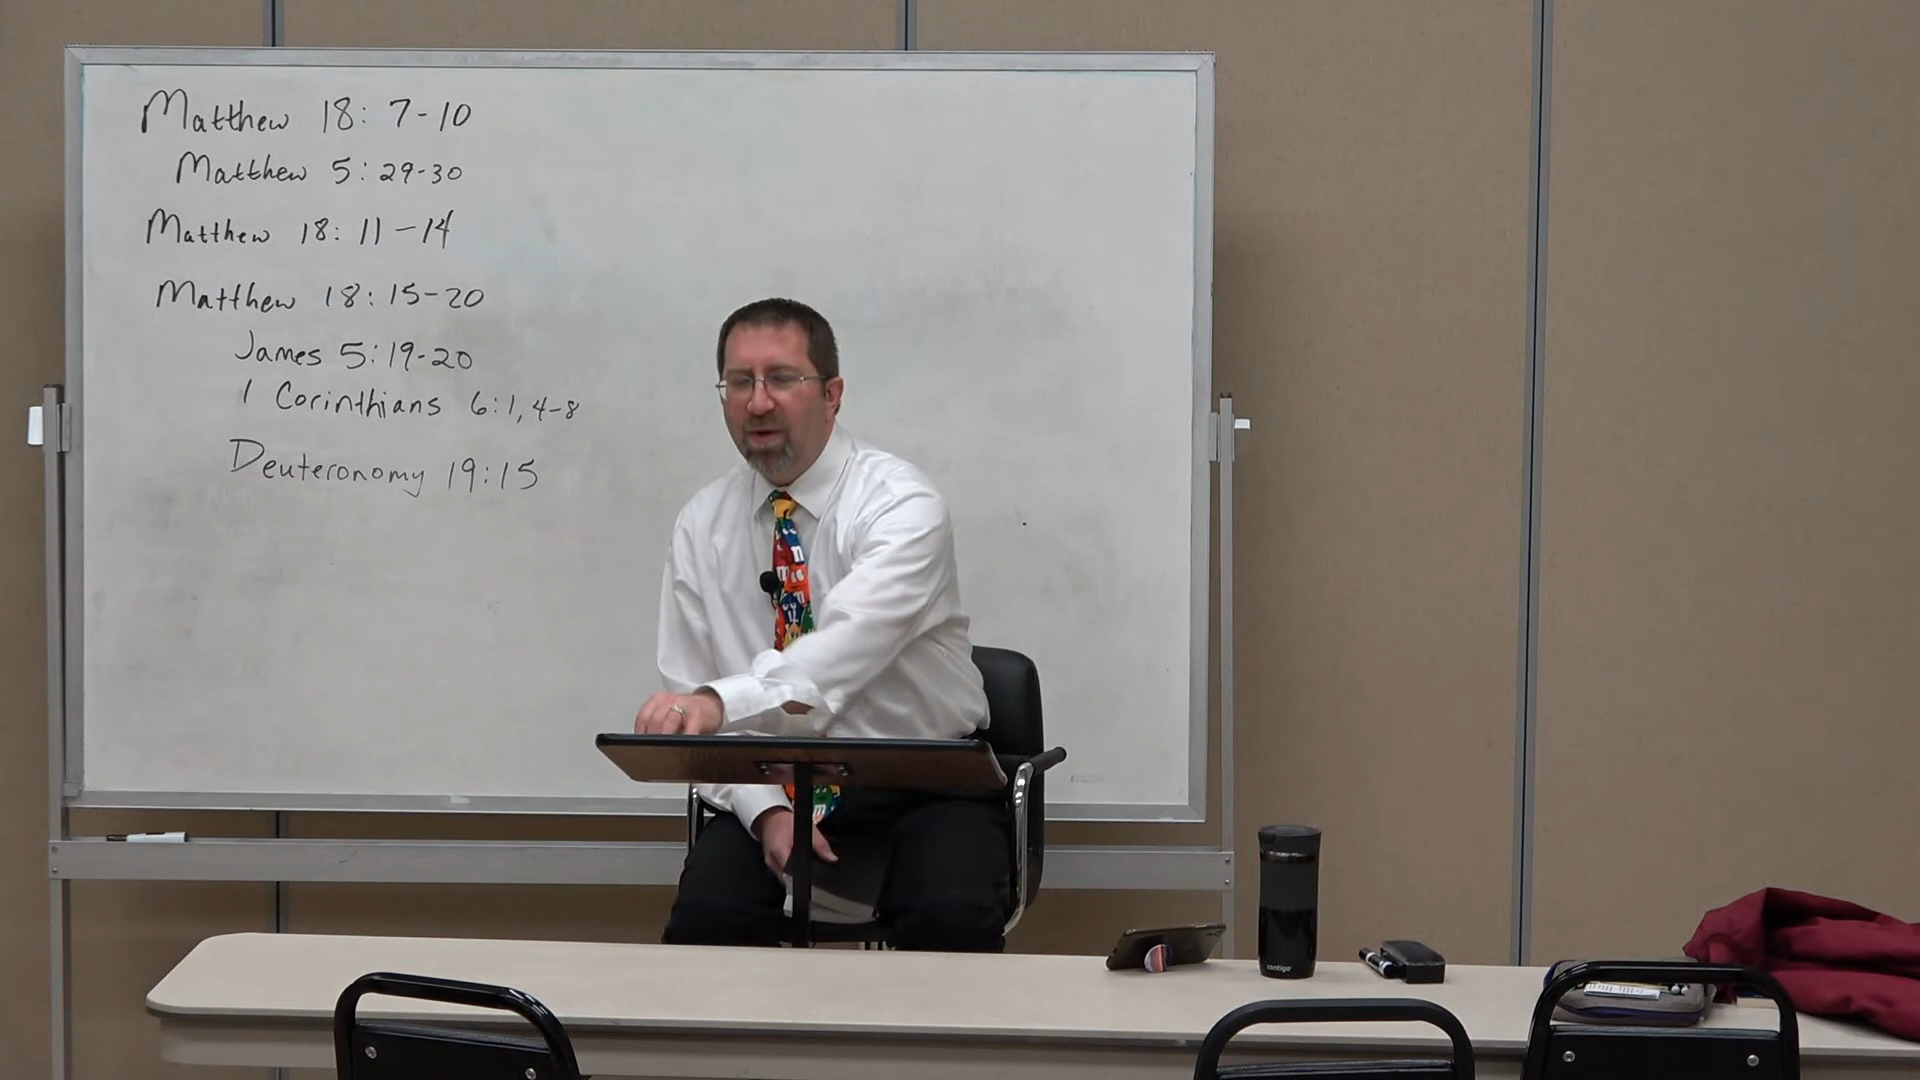 Matthew 18: 7-10
Matthew 5: 29-30
Matthew 18: 11-14
Matthew 18: 15-20
James 5:19-20
1 Corinthians 6:1, 4-8
Deuteronomy 19:15
m
m
m
contigo